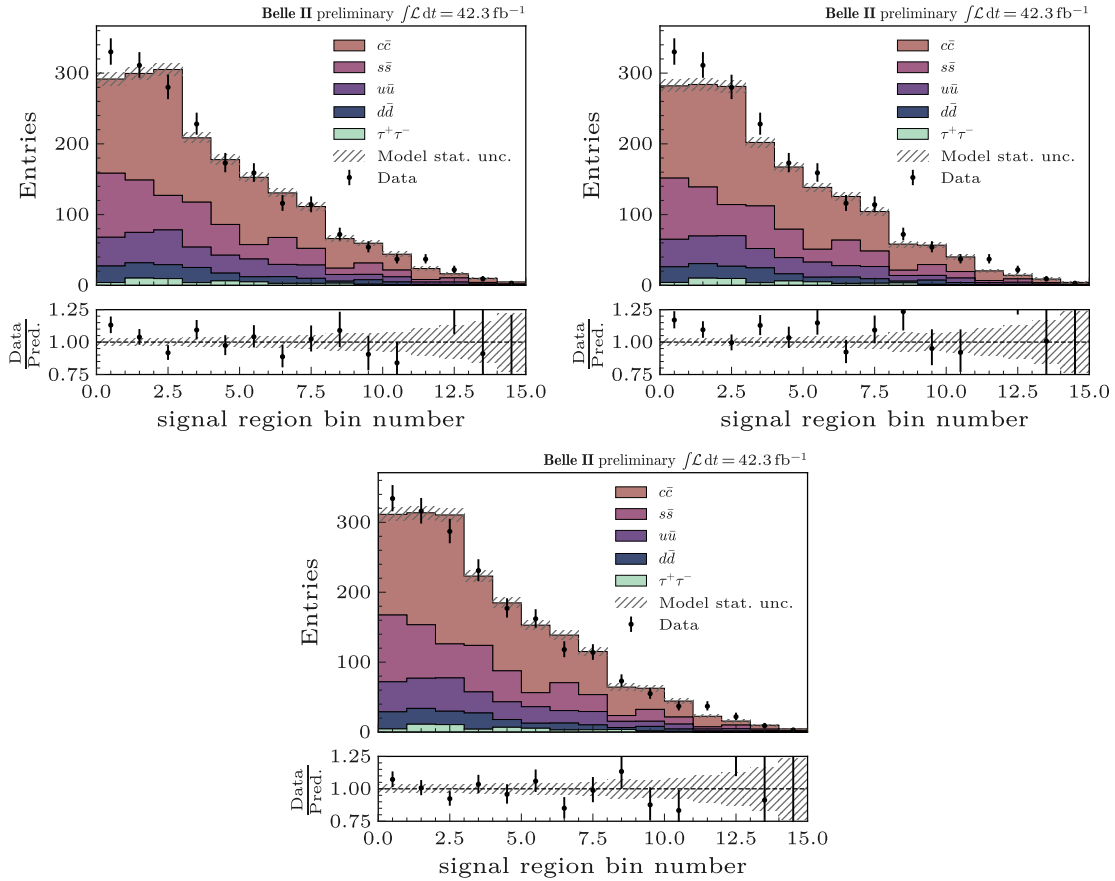 Belle II preliminary ∫ℒ dt = 42.3 fb⁻¹
Entries
300
200
100
0
cc̄
ss̄
uū
dd̄
τ⁺τ⁻
Model stat. unc.
Data
Data
Pred.
1.25
1.00
0.75
0.0 2.5 5.0 7.5 10.0 12.5 15.0
signal region bin number
Belle II preliminary ∫ℒ dt = 42.3 fb⁻¹
Entries
300
200
100
0
cc̄
ss̄
uū
dd̄
τ⁺τ⁻
Model stat. unc.
Data
Data
Pred.
1.25
1.00
0.75
0.0 2.5 5.0 7.5 10.0 12.5 15.0
signal region bin number
Belle II preliminary ∫ℒ dt = 42.3 fb⁻¹
Entries
300
200
100
0
cc̄
ss̄
uū
dd̄
τ⁺τ⁻
Model stat. unc.
Data
Data
Pred.
1.25
1.00
0.75
0.0 2.5 5.0 7.5 10.0 12.5 15.0
signal region bin number